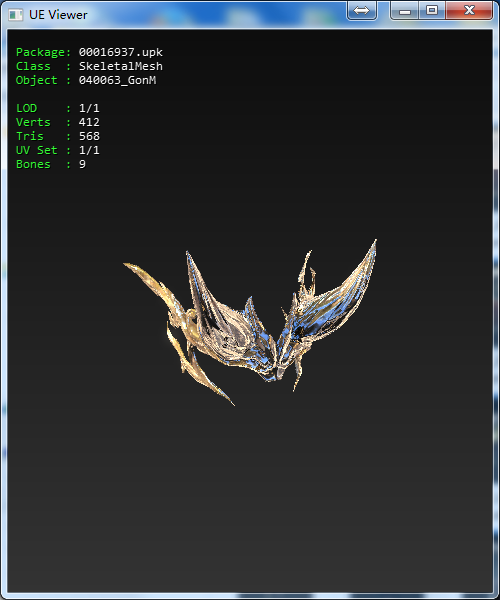 UE Viewer
Package: 00016937.upk
Class : SkeletalMesh
Object : 040063_GonM
LOD : 1/1
Verts : 412
Tris : 568
UV Set : 1/1
Bones : 9